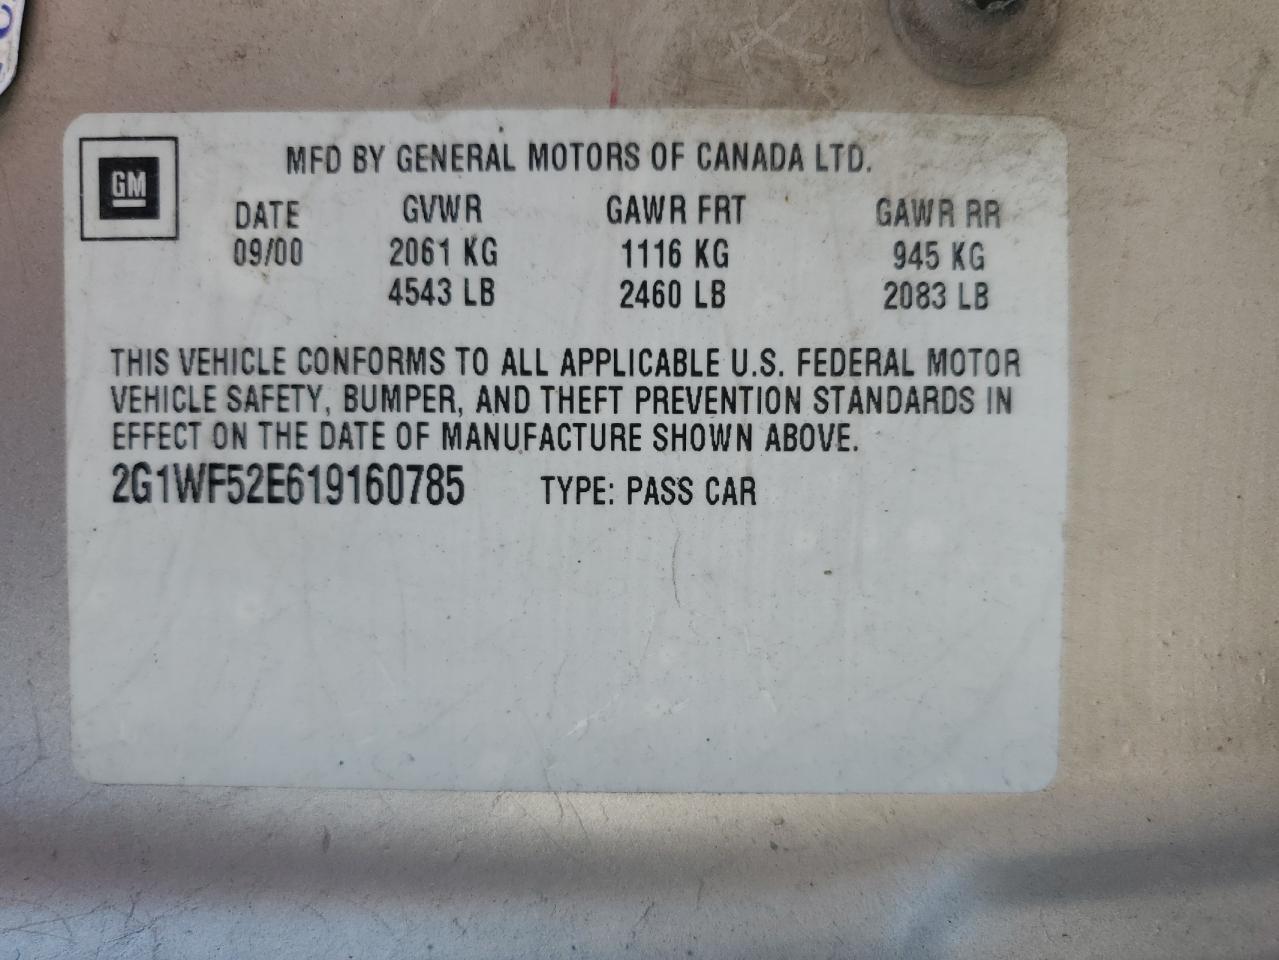 GM
MFD BY GENERAL MOTORS OF CANADA LTD.
DATE GVWR GAWR FRT GAWR RR
09/00 2061 KG 1116 KG 945 KG
4543 LB 2460 LB 2083 LB
THIS VEHICLE CONFORMS TO ALL APPLICABLE U.S. FEDERAL MOTOR
VEHICLE SAFETY, BUMPER, AND THEFT PREVENTION STANDARDS IN
EFFECT ON THE DATE OF MANUFACTURE SHOWN ABOVE.
2G1WF52E619160785 TYPE: PASS CAR